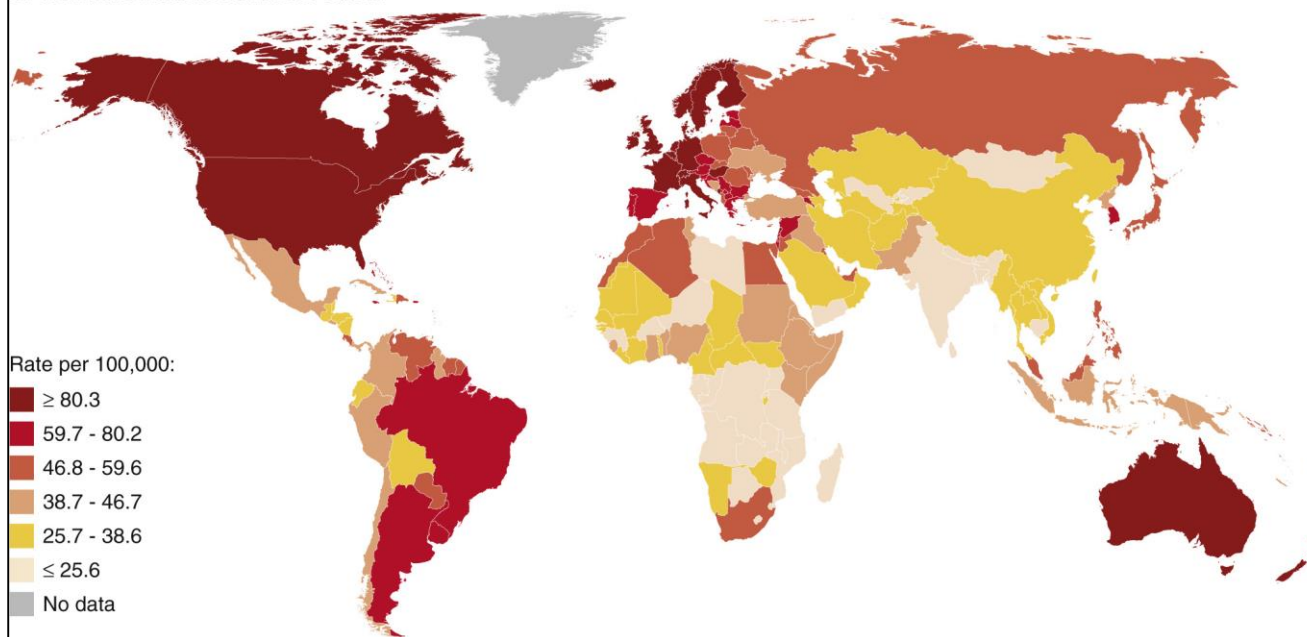 Rate per 100,000:
≥ 80.3
59.7 - 80.2
46.8 - 59.6
38.7 - 46.7
25.7 - 38.6
≤ 25.6
No data